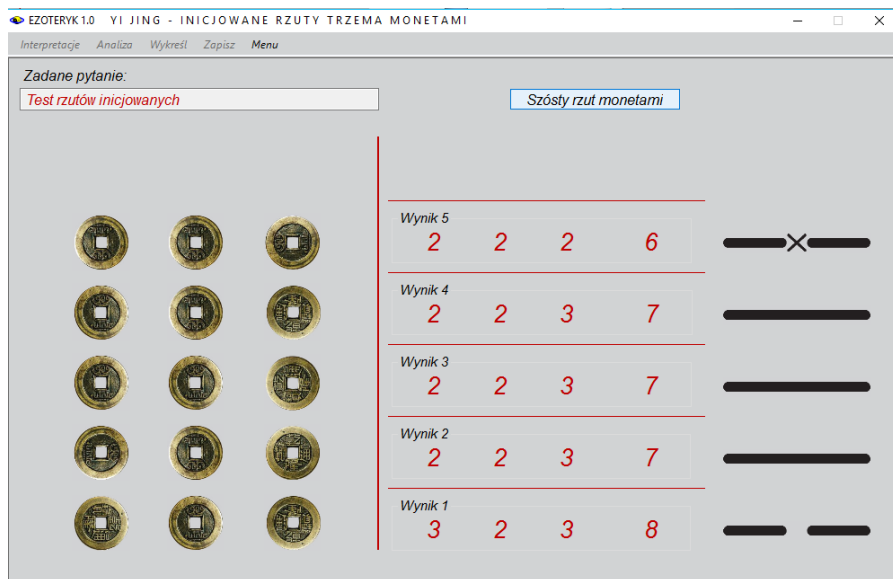 EZOTERYK 1.0 YI JING - INICJOWANE RZUTY TRZEMA MONETAMI
Interpretacje Analiza Wykreśl Zapisz Menu
Zadane pytanie:
Test rzutów inicjowanych
Szósty rzut monetami
Wynik 5
2 2 2 6
Wynik 4
2 2 3 7
Wynik 3
2 2 3 7
Wynik 2
2 2 3 7
Wynik 1
3 2 3 8